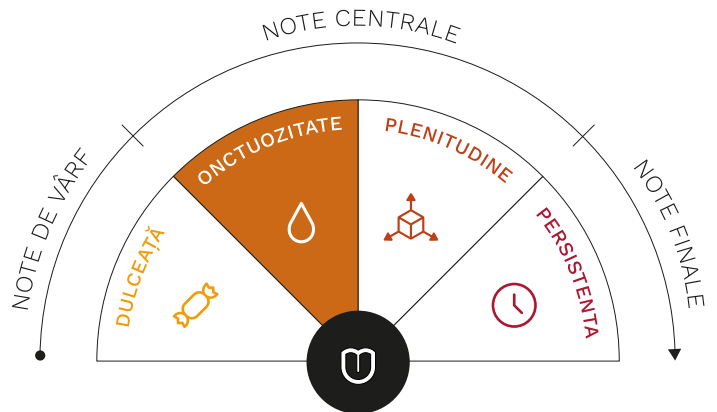 NOTE CENTRALE
NOTE DE VÂRF
NOTE FINALE
DULCEAȚĂ
ONCTUOZITATE
PLENITUDINE
PERSISTENTA